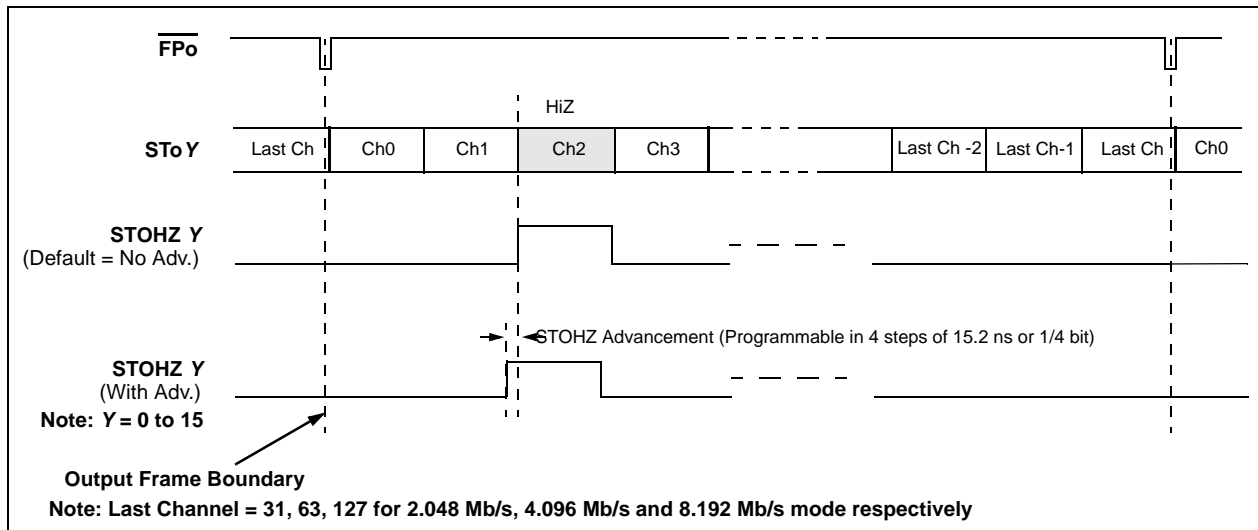 FPo
HiZ
SToY Last Ch Ch0 Ch1 Ch2 Ch3 Last Ch -2 Last Ch-1 Last Ch Ch0
STOHZ Y
(Default = No Adv.)
STOHZ Advancement (Programmable in 4 steps of 15.2 ns or 1/4 bit)
STOHZ Y
(With Adv.)
Note: Y = 0 to 15
Output Frame Boundary
Note: Last Channel = 31, 63, 127 for 2.048 Mb/s, 4.096 Mb/s and 8.192 Mb/s mode respectively